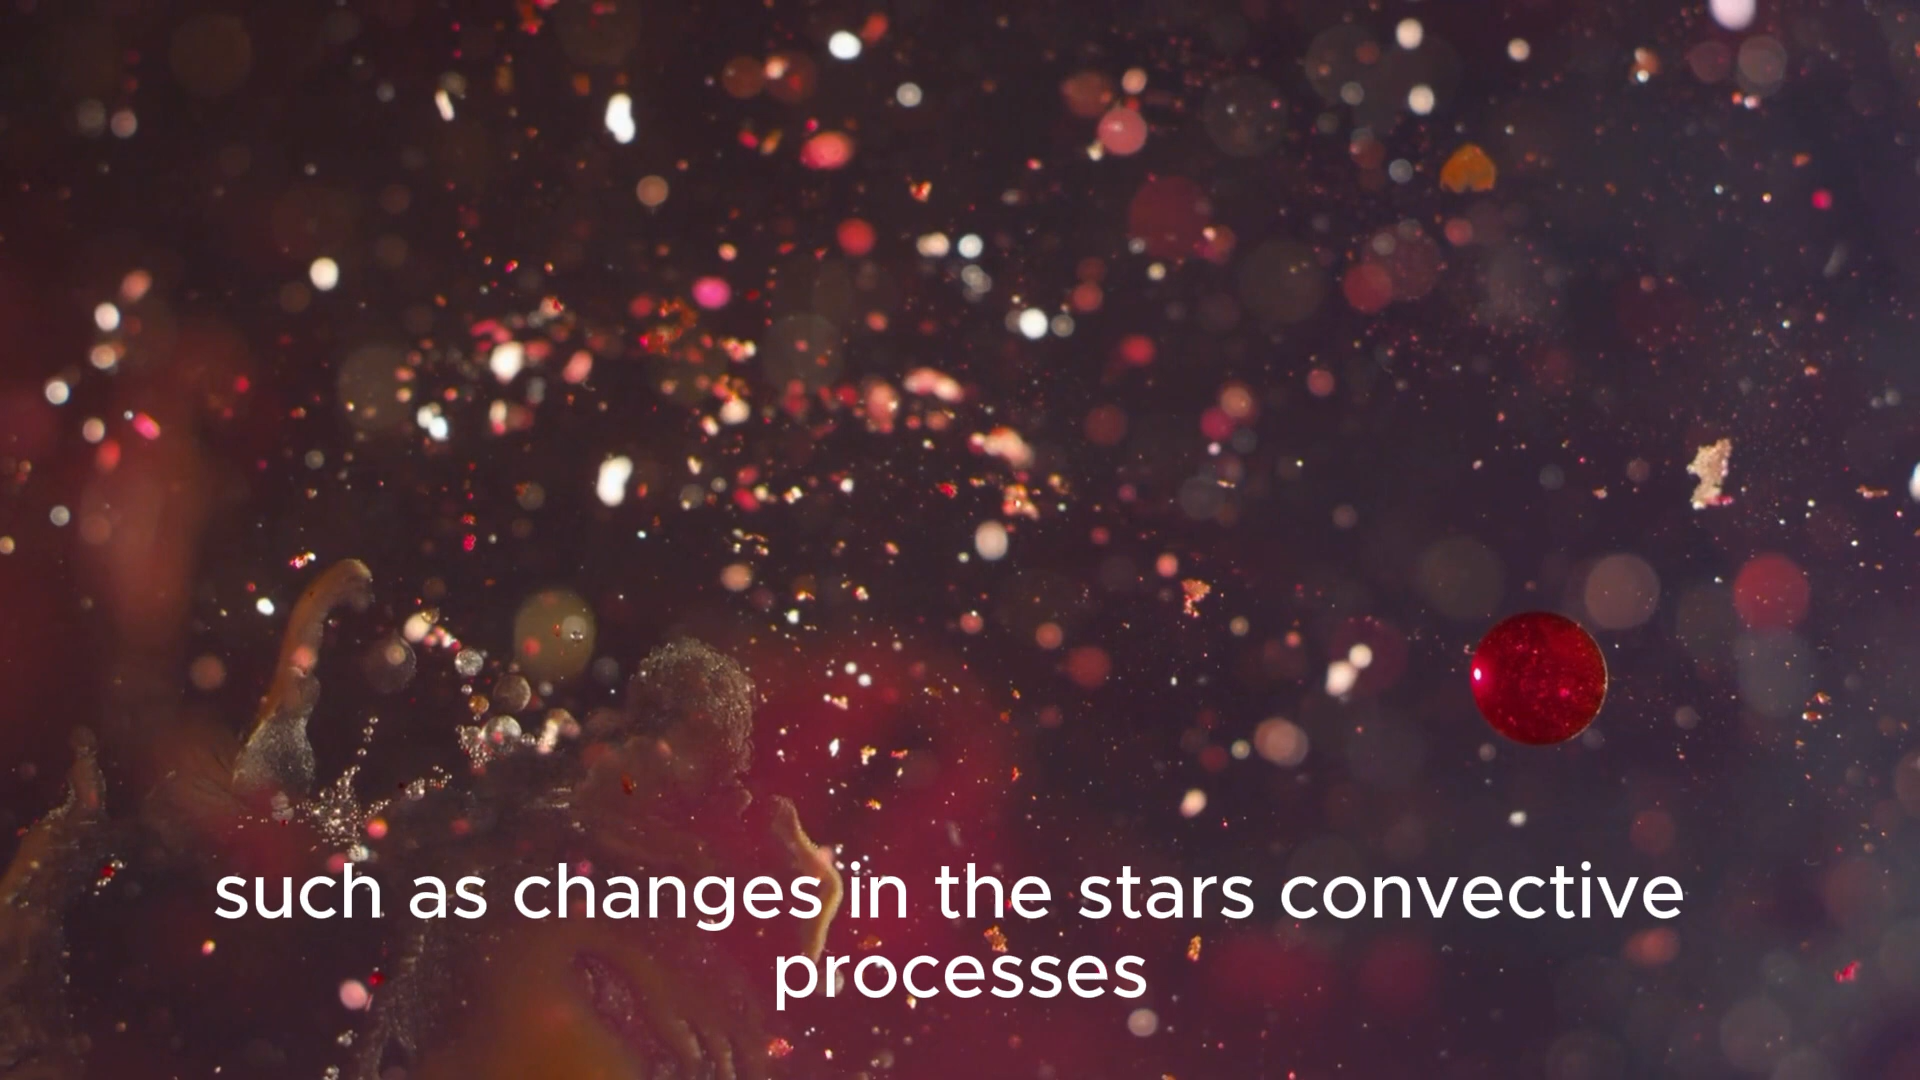 such as changes in the stars convective
processes